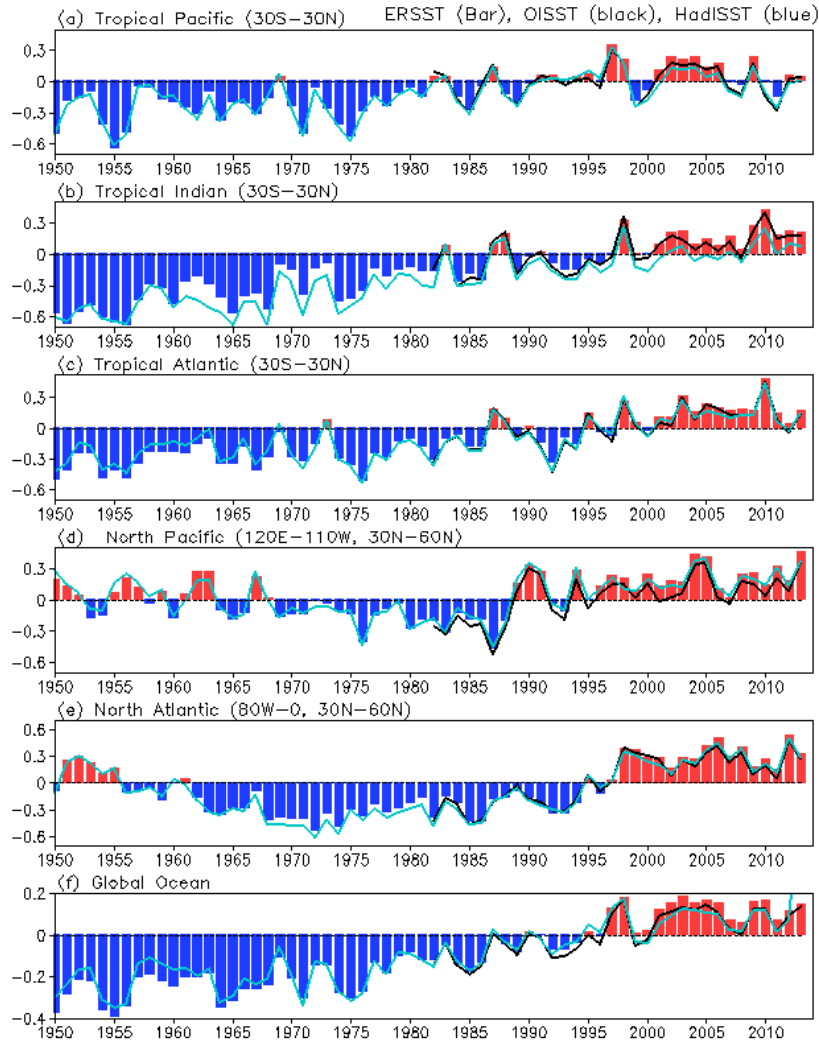 (a) Tropical Pacific (30S−30N) ERSST (Bar), OISST (black), HadISST (blue)
0.3
0
−0.3
−0.6
1950 1955 1960 1965 1970 1975 1980 1985 1990 1995 2000 2005 2010
(b) Tropical Indian (30S−30N)
0.3
0
−0.3
−0.6
1950 1955 1960 1965 1970 1975 1980 1985 1990 1995 2000 2005 2010
(c) Tropical Atlantic (30S−30N)
0.3
0
−0.3
−0.6
1950 1955 1960 1965 1970 1975 1980 1985 1990 1995 2000 2005 2010
(d) North Pacific (120E−110W, 30N−60N)
0.3
0
−0.3
−0.6
1950 1955 1960 1965 1970 1975 1980 1985 1990 1995 2000 2005 2010
(e) North Atlantic (80W−0, 30N−60N)
0.6
0.3
0
−0.3
−0.6
1950 1955 1960 1965 1970 1975 1980 1985 1990 1995 2000 2005 2010
(f) Global Ocean
0.2
0
−0.2
−0.4
1950 1955 1960 1965 1970 1975 1980 1985 1990 1995 2000 2005 2010